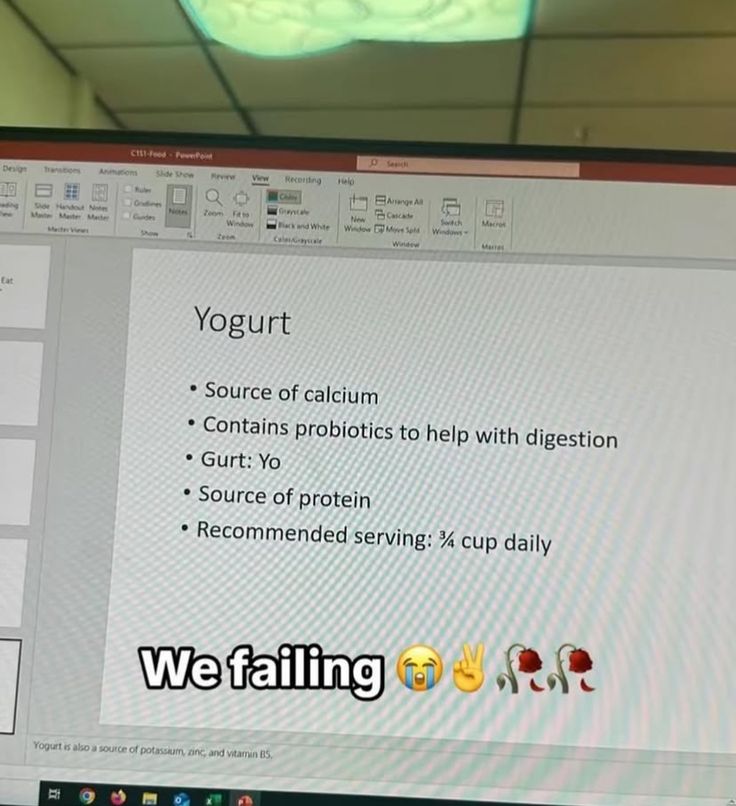 C151-Food - PowerPoint
Search
Design Transitions Animations Slide Show Review View Recording Help
Slide Master
Handout Master
Notes Master
Master Views
Ruler
Gridlines
Guides
Show
Notes
Zoom
Fit to Window
Zoom
Color
Grayscale
Black and White
Color/Grayscale
New Window
Arrange All
Cascade
Move Split
Window
Switch Windows
Macros
Macros
Eat
Yogurt
• Source of calcium
• Contains probiotics to help with digestion
• Gurt: Yo
• Source of protein
• Recommended serving: ¾ cup daily
We failing 😭✌️🥀🥀
Yogurt is also a source of potassium, zinc, and vitamin B5.